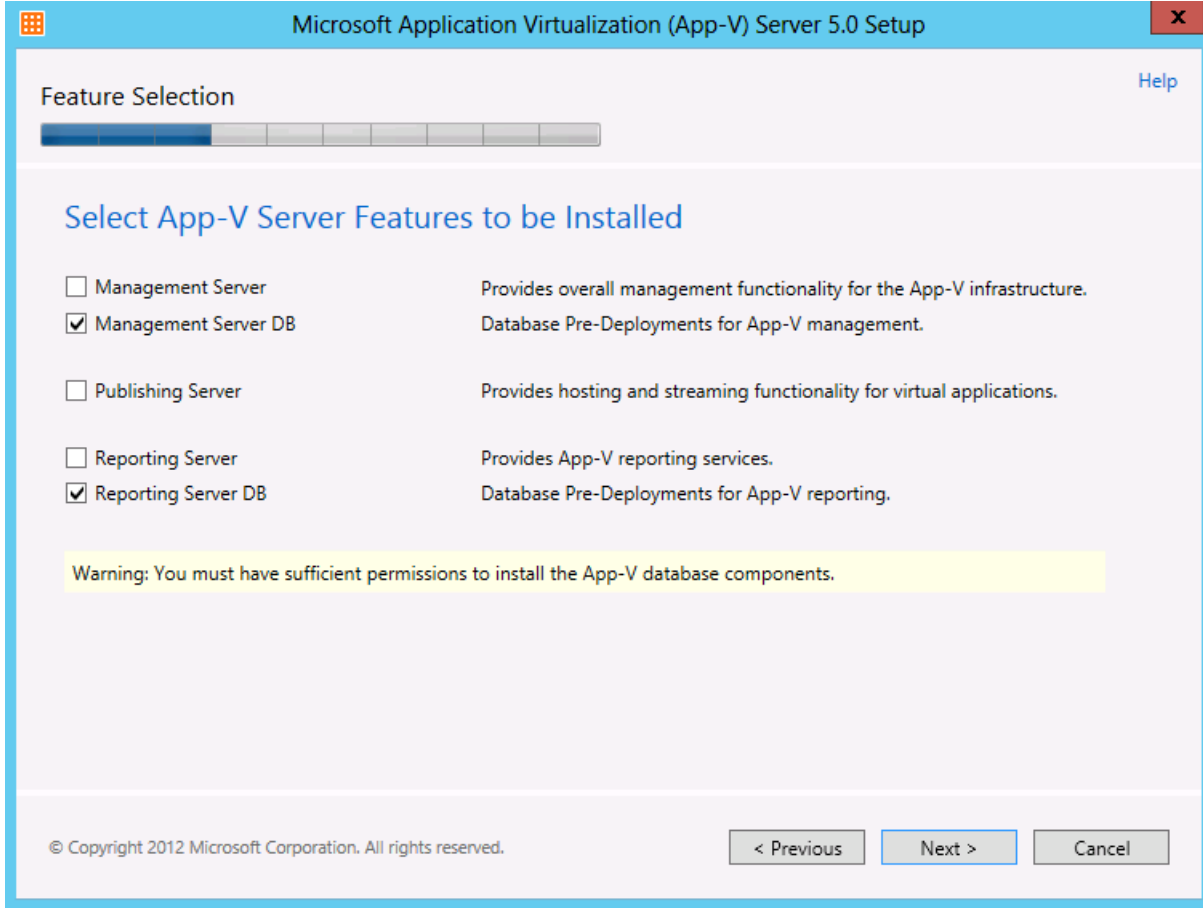 Microsoft Application Virtualization (App-V) Server 5.0 Setup
x
Help
Feature Selection
Select App-V Server Features to be Installed
Management Server Provides overall management functionality for the App-V infrastructure.
Management Server DB Database Pre-Deployments for App-V management.
Publishing Server Provides hosting and streaming functionality for virtual applications.
Reporting Server Provides App-V reporting services.
Reporting Server DB Database Pre-Deployments for App-V reporting.
Warning: You must have sufficient permissions to install the App-V database components.
© Copyright 2012 Microsoft Corporation. All rights reserved. < Previous Next > Cancel